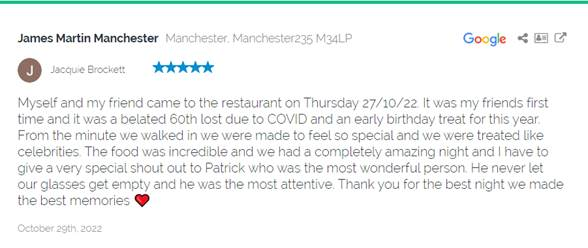 James Martin Manchester Manchester, Manchester235 M34LP Google
J Jacquie Brockett
Myself and my friend came to the restaurant on Thursday 27/10/22. It was my friends first
time and it was a belated 60th lost due to COVID and an early birthday treat for this year.
From the minute we walked in we were made to feel so special and we were treated like
celebrities. The food was incredible and we had a completely amazing night and I have to
give a very special shout out to Patrick who was the most wonderful person. He never let
our glasses get empty and he was the most attentive. Thank you for the best night we made
the best memories ❤
October 29th, 2022